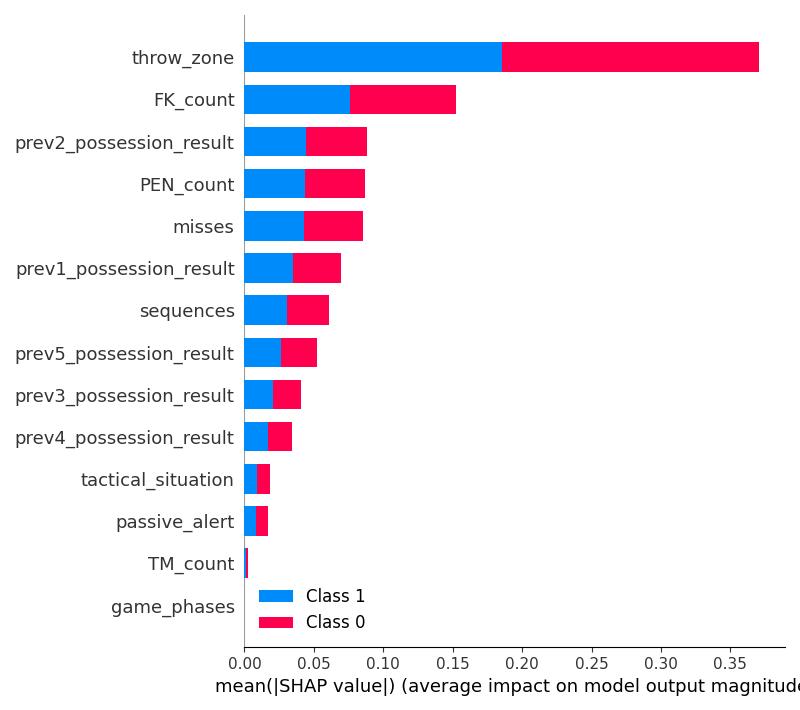 throw_zone
FK_count
prev2_possession_result
PEN_count
misses
prev1_possession_result
sequences
prev5_possession_result
prev3_possession_result
prev4_possession_result
tactical_situation
passive_alert
TM_count
game_phases
Class 1
Class 0
0.00 0.05 0.10 0.15 0.20 0.25 0.30 0.35
mean(|SHAP value|) (average impact on model output magnitude